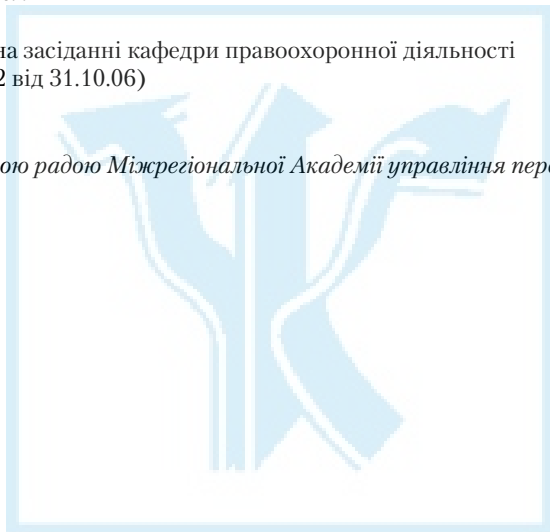 на засіданні кафедри правоохоронної діяльності
2 від 31.10.06)
ою радою Міжрегіональної Академії управління перс